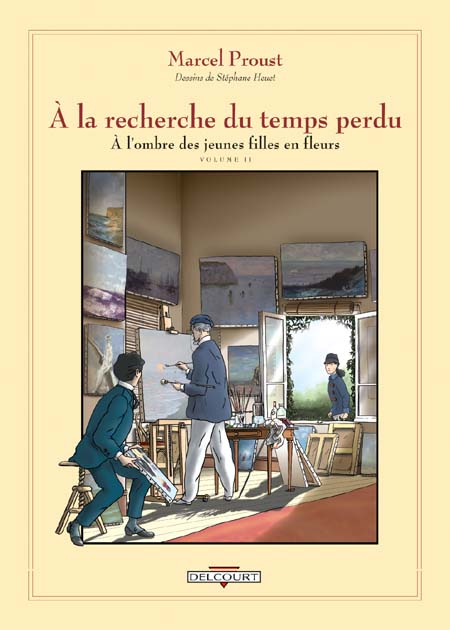 Marcel Proust
Dessins de Stéphane Heuet
À la recherche du temps perdu
À l'ombre des jeunes filles en fleurs
VOLUME II
DELCOURT